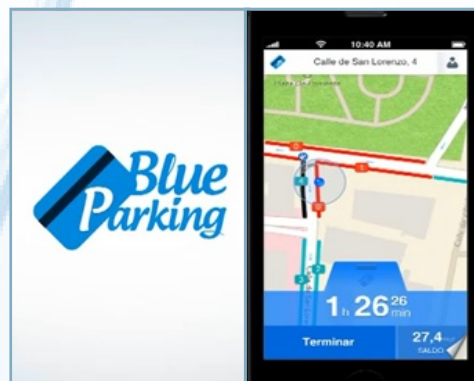 Blue
Parking
10:40 AM
Calle de San Lorenzo, 4
1 h 26 26 min
Terminar
27,4
SALDO